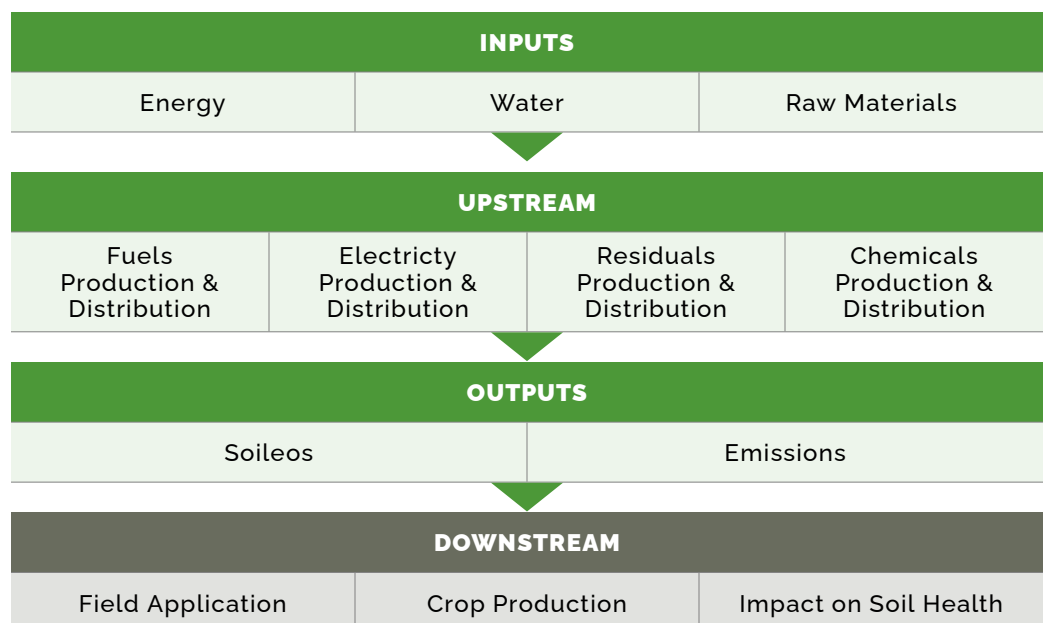 INPUTS
Energy Water Raw Materials
UPSTREAM
Fuels Production & Distribution
Electricty Production & Distribution
Residuals Production & Distribution
Chemicals Production & Distribution
OUTPUTS
Soileos Emissions
DOWNSTREAM
Field Application Crop Production Impact on Soil Health